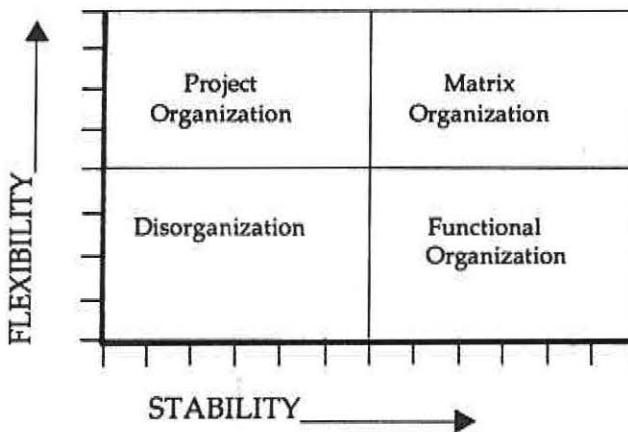 Project
Organization
Matrix
Organization
Disorganization
Functional
Organization
FLEXIBILITY
STABILITY